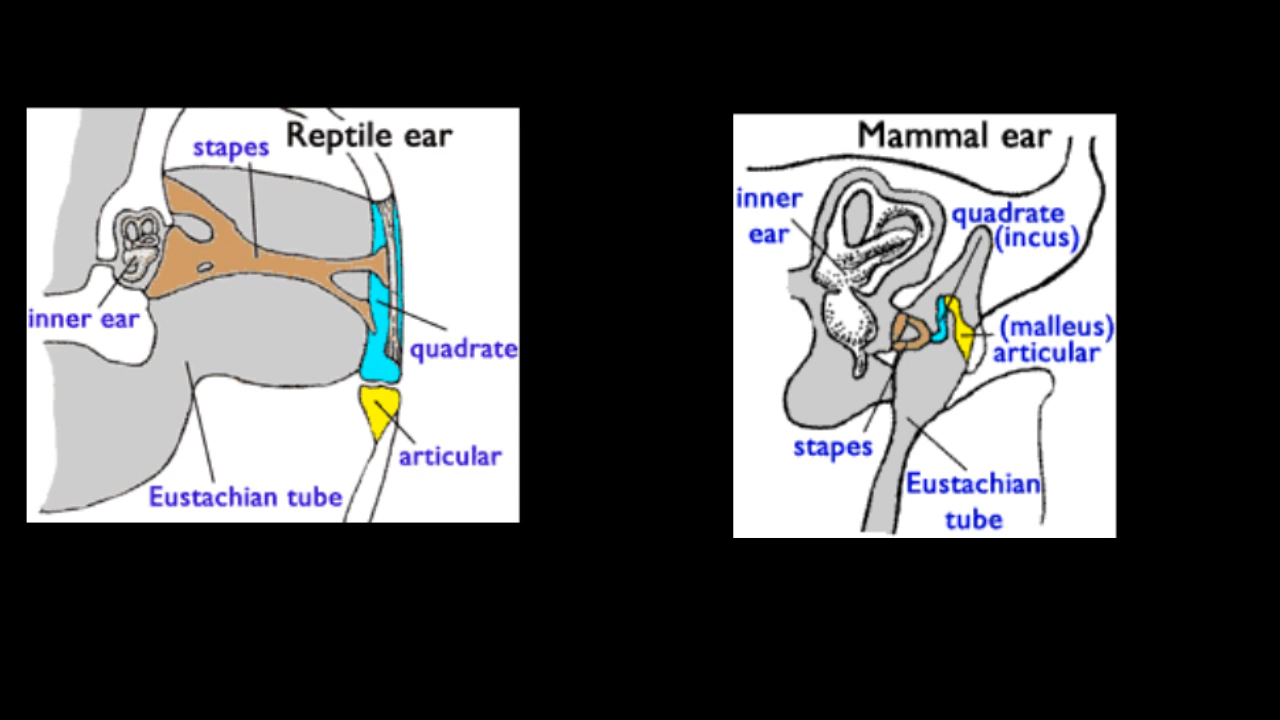 Reptile ear
stapes
inner ear
quadrate
articular
Eustachian tube
Mammal ear
inner
ear
quadrate
(incus)
(malleus)
articular
stapes
Eustachian
tube